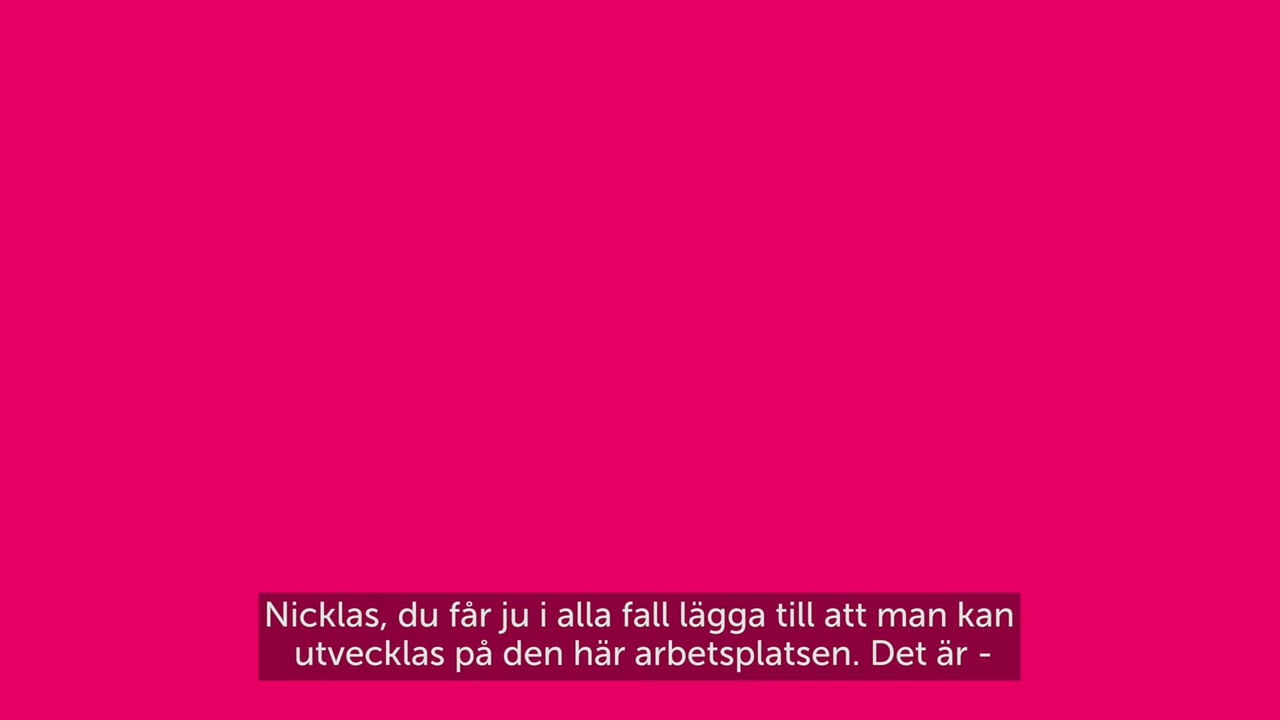 Nicklas, du får ju i alla fall lägga till att man kan
utvecklas på den här arbetsplatsen. Det är -